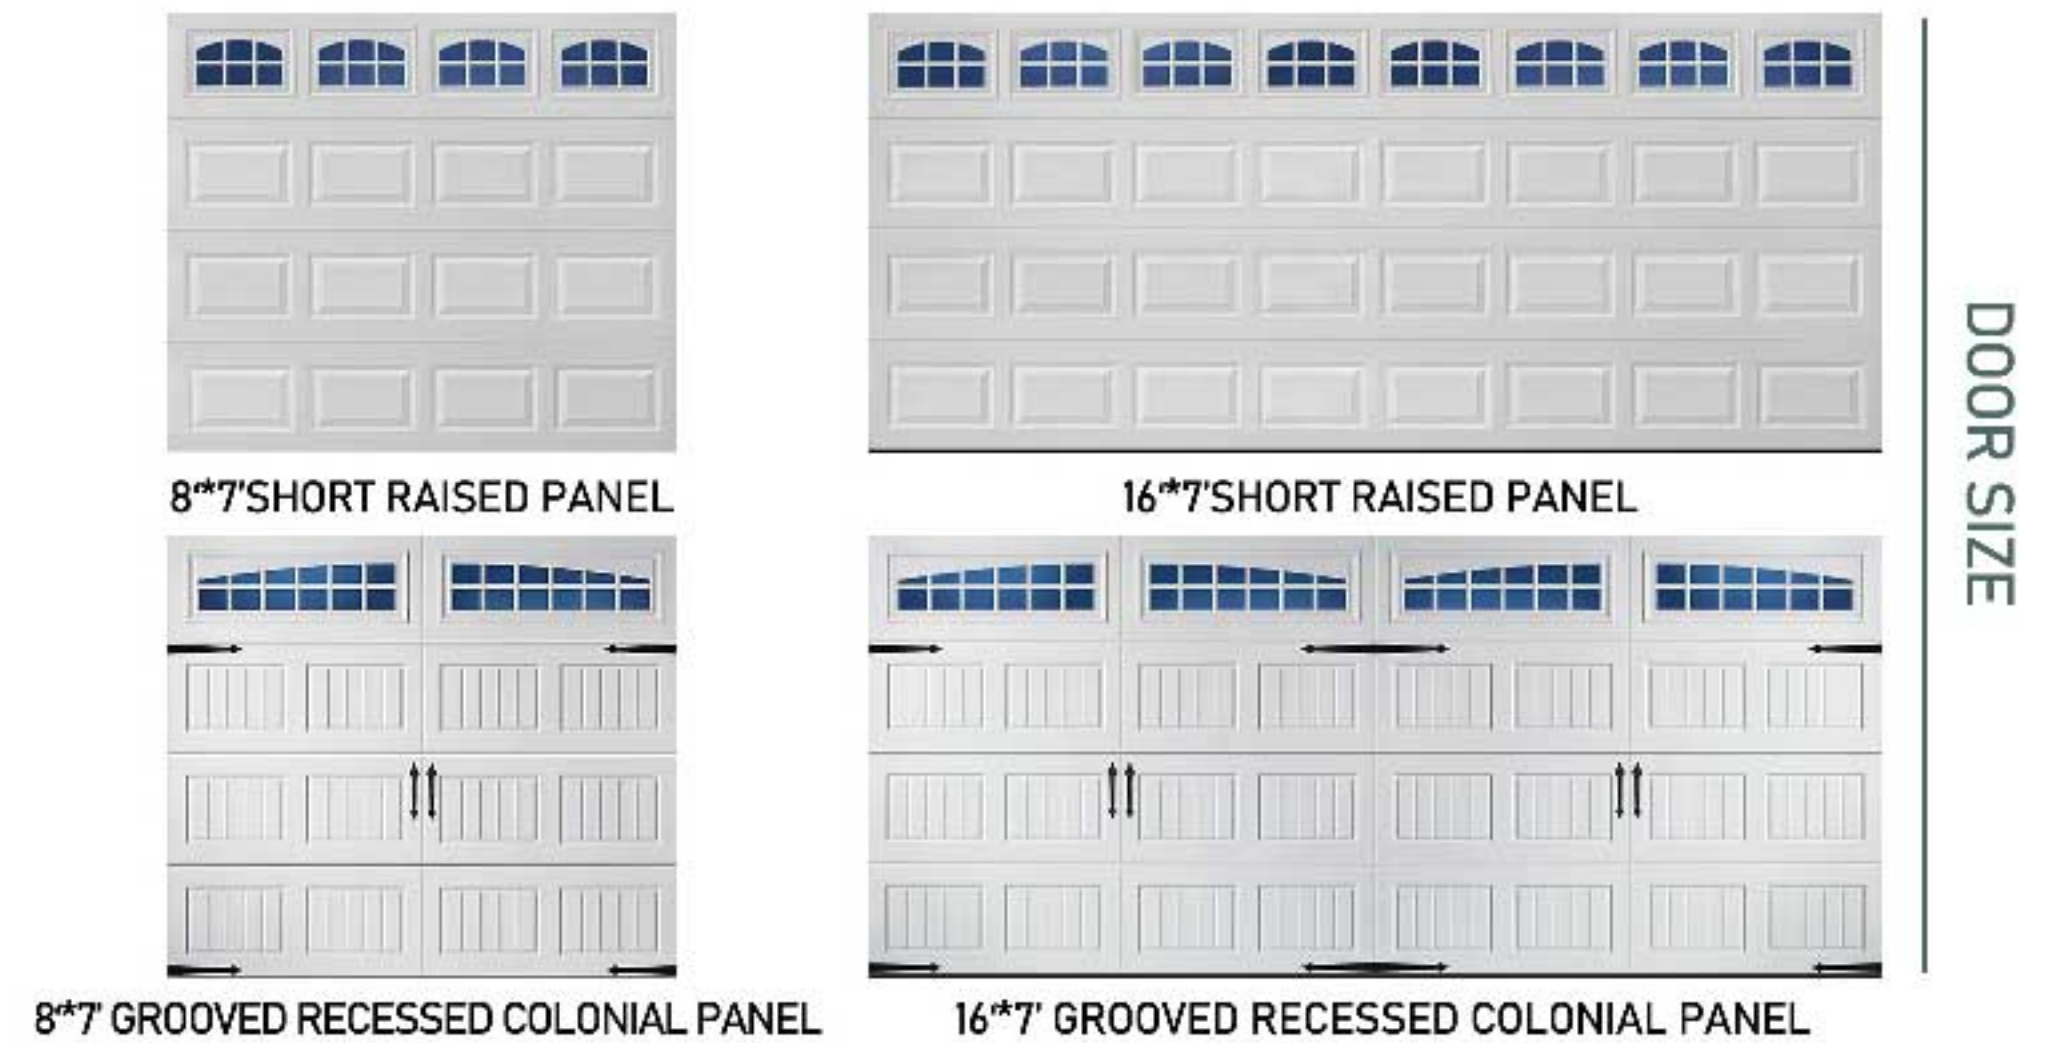 8'*7'SHORT RAISED PANEL
16'*7'SHORT RAISED PANEL
8'*7' GROOVED RECESSED COLONIAL PANEL
16'*7' GROOVED RECESSED COLONIAL PANEL
DOOR SIZE